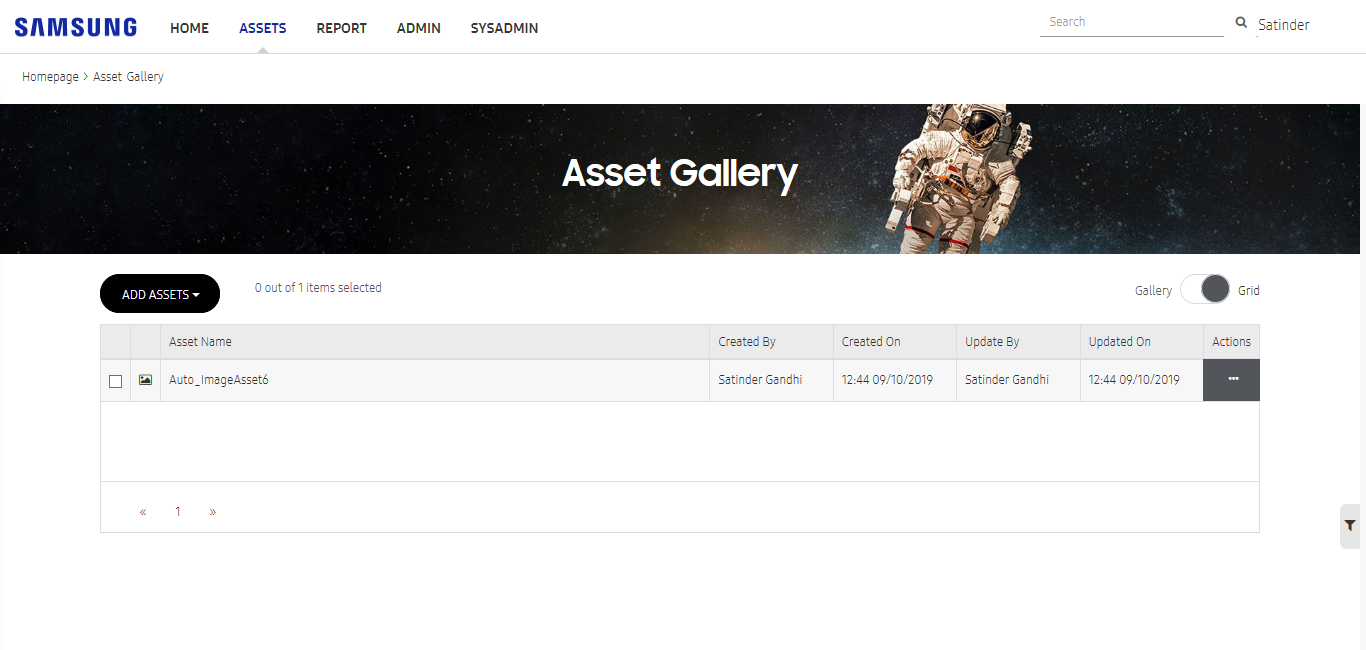 SAMSUNG HOME ASSETS REPORT ADMIN SYSADMIN Search Satinder
Homepage > Asset Gallery
Asset Gallery
ADD ASSETS 0 out of 1 items selected Gallery Grid
Asset Name Created By Created On Update By Updated On Actions
Auto_ImageAsset6 Satinder Gandhi 12:44 09/10/2019 Satinder Gandhi 12:44 09/10/2019 ...
« 1 »